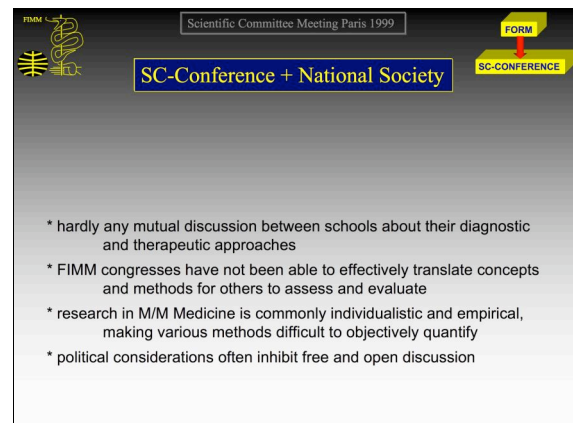 FIMM
Scientific Committee Meeting Paris 1999
FORM
SC-CONFERENCE
SC-Conference + National Society
* hardly any mutual discussion between schools about their diagnostic
and therapeutic approaches
* FIMM congresses have not been able to effectively translate concepts
and methods for others to assess and evaluate
* research in M/M Medicine is commonly individualistic and empirical,
making various methods difficult to objectively quantify
* political considerations often inhibit free and open discussion